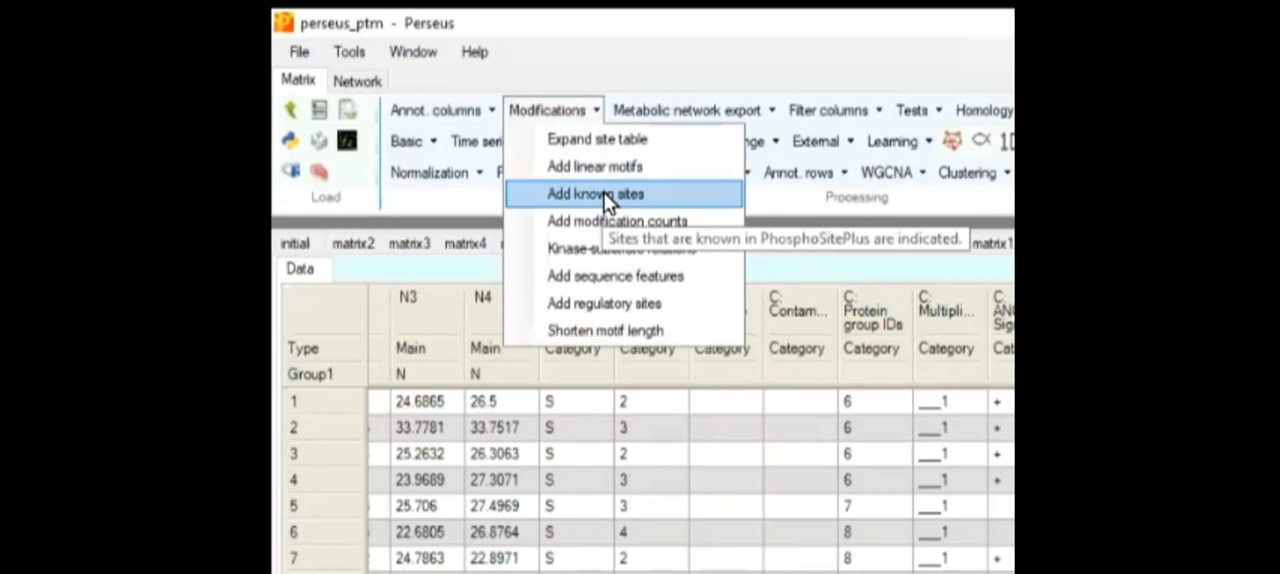 perseus_ptm - Perseus
File Tools Window Help
Matrix Network
Annot. columns Modifications Metabolic network export Filter columns Tests Homology
Expand site table
Basic Time seri nge External Learning
Add linear motifs
Normalization Annot. rows WGCNA Clustering
Add known sites
Load Processing
Add modification counts
Sites that are known in PhosphoSitePlus are indicated.
initial matrix2 matrix3 matrix4 matrix1
Data
Add sequence features
Add regulatory sites
Shorten motif length
N3 N4 C: Contam... C: Protein group IDs C: Multipli... C:
Type Main Main Category Category Category Category Category Category Cat
Group1 N N
1 24.6865 26.5 S 2 6 ___1 +
2 33.7781 33.7517 S 3 6 ___1 +
3 25.2632 26.3063 S 2 6 ___1 +
4 23.9689 27.3071 S 3 6 ___1 +
5 25.706 27.4969 S 3 7 ___1
6 22.6805 26.8764 S 4 8 ___1
7 24.7863 22.8971 S 2 8 ___1 +